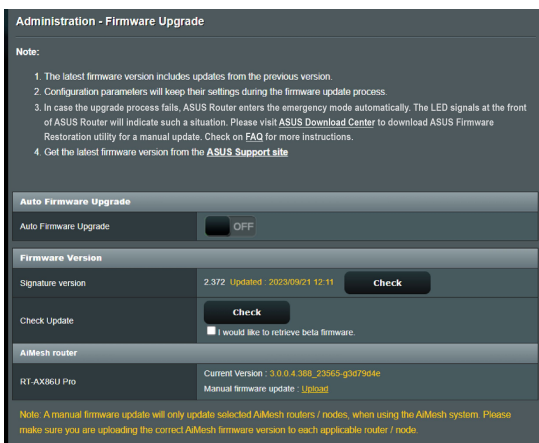 Administration - Firmware Upgrade
Note:
1. The latest firmware version includes updates from the previous version.
2. Configuration parameters will keep their settings during the firmware update process.
3. In case the upgrade process fails, ASUS Router enters the emergency mode automatically. The LED signals at the front
of ASUS Router will indicate such a situation. Please visit ASUS Download Center to download ASUS Firmware
Restoration utility for a manual update. Check on FAQ for more instructions.
4. Get the latest firmware version from the ASUS Support site
Auto Firmware Upgrade
Auto Firmware Upgrade OFF
Firmware Version
Signature version 2.372 Updated : 2023/09/21 12:11 Check
Check Update Check
I would like to retrieve beta firmware.
AiMesh router
RT-AX86U Pro Current Version : 3.0.0.4.388_23565-g3d79d4e
Manual firmware update : Upload
Note: A manual firmware update will only update selected AiMesh routers / nodes, when using the AiMesh system. Please
make sure you are uploading the correct AiMesh firmware version to each applicable router / node.